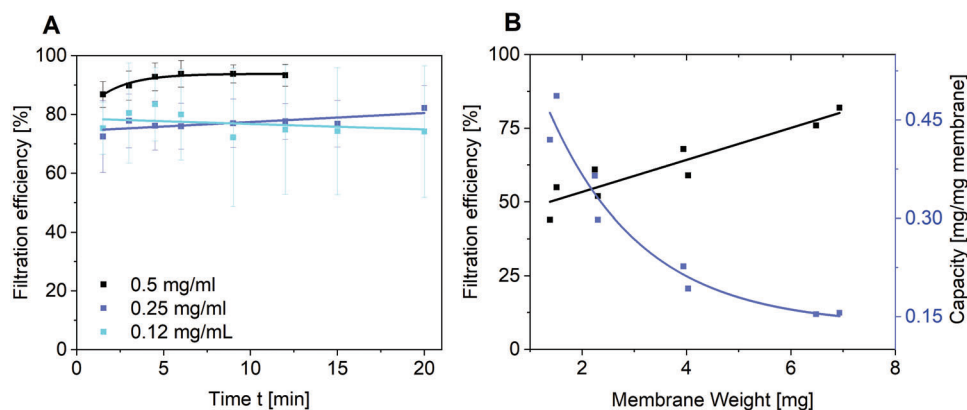 A
Filtration efficiency [%]
100
80
60
40
20
0
0.5 mg/ml
0.25 mg/ml
0.12 mg/mL
0
5
10
15
20
Time t [min]
B
Filtration efficiency [%]
100
75
50
25
0
2
4
6
8
Membrane Weight [mg]
0.45
0.30
0.15
Capacity [mg/mg membrane]